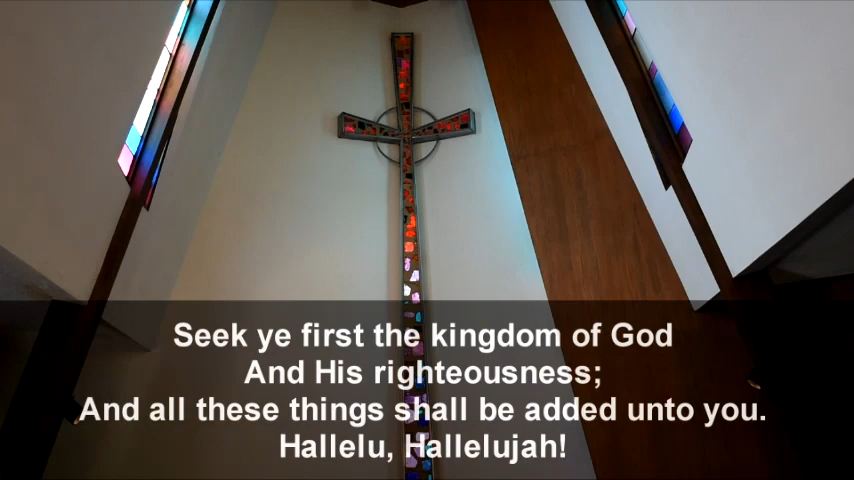 Seek ye first the kingdom of God
And His righteousness;
And all these things shall be added unto you.
Hallelu, Hallelujah!